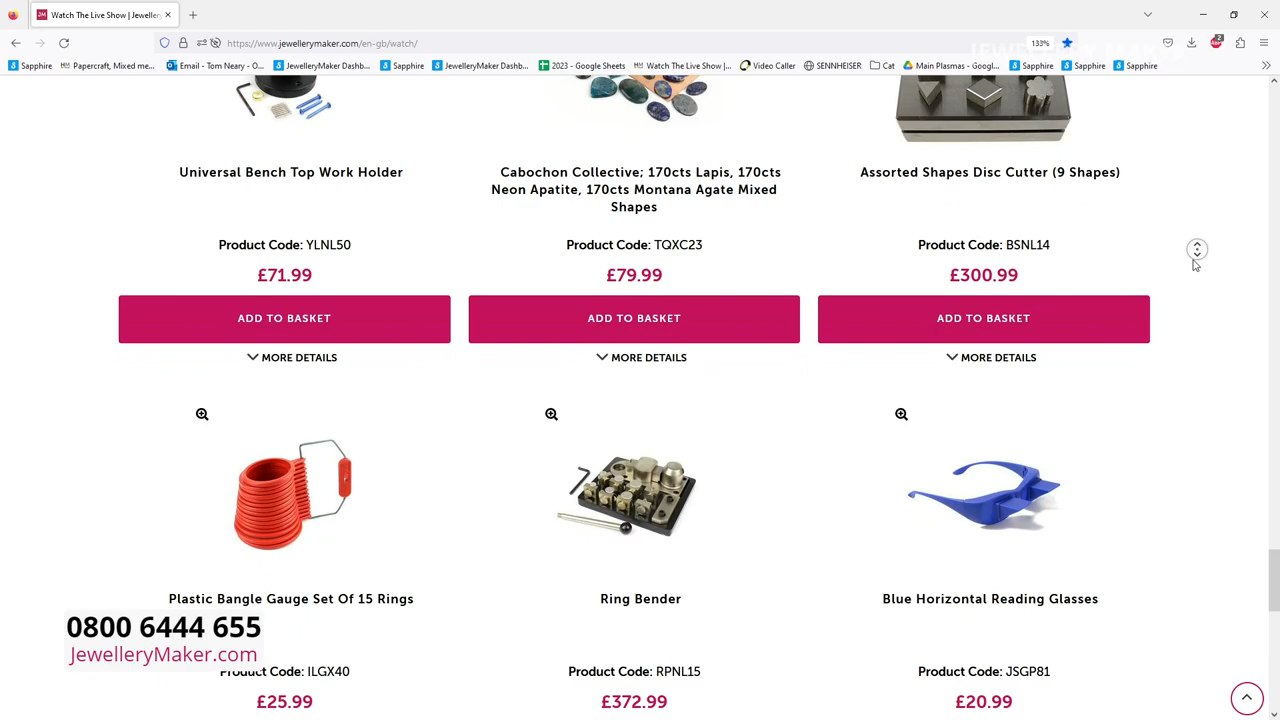 Watch The Live Show | Jeweller
https://www.jewellerymaker.com/en-gb/watch/
133%
Sapphire
Papercraft, Mixed me...
Email - Tom Neary - O...
JewelleryMaker Dashb...
Sapphire
JewelleryMaker Dashb...
2023 - Google Sheets
Watch The Live Show |...
Video Caller
SENNHEISER
Cat
Main Plasmas - Googl...
Sapphire
Sapphire
Sapphire
Universal Bench Top Work Holder
Product Code: YLNL50
£71.99
ADD TO BASKET
MORE DETAILS
Cabochon Collective; 170cts Lapis, 170cts
Neon Apatite, 170cts Montana Agate Mixed
Shapes
Product Code: TQXC23
£79.99
ADD TO BASKET
MORE DETAILS
Assorted Shapes Disc Cutter (9 Shapes)
Product Code: BSNL14
£300.99
ADD TO BASKET
MORE DETAILS
Plastic Bangle Gauge Set Of 15 Rings
Product Code: ILGX40
£25.99
Ring Bender
Product Code: RPNL15
£372.99
Blue Horizontal Reading Glasses
Product Code: JSGP81
£20.99
0800 6444 655
JewelleryMaker.com